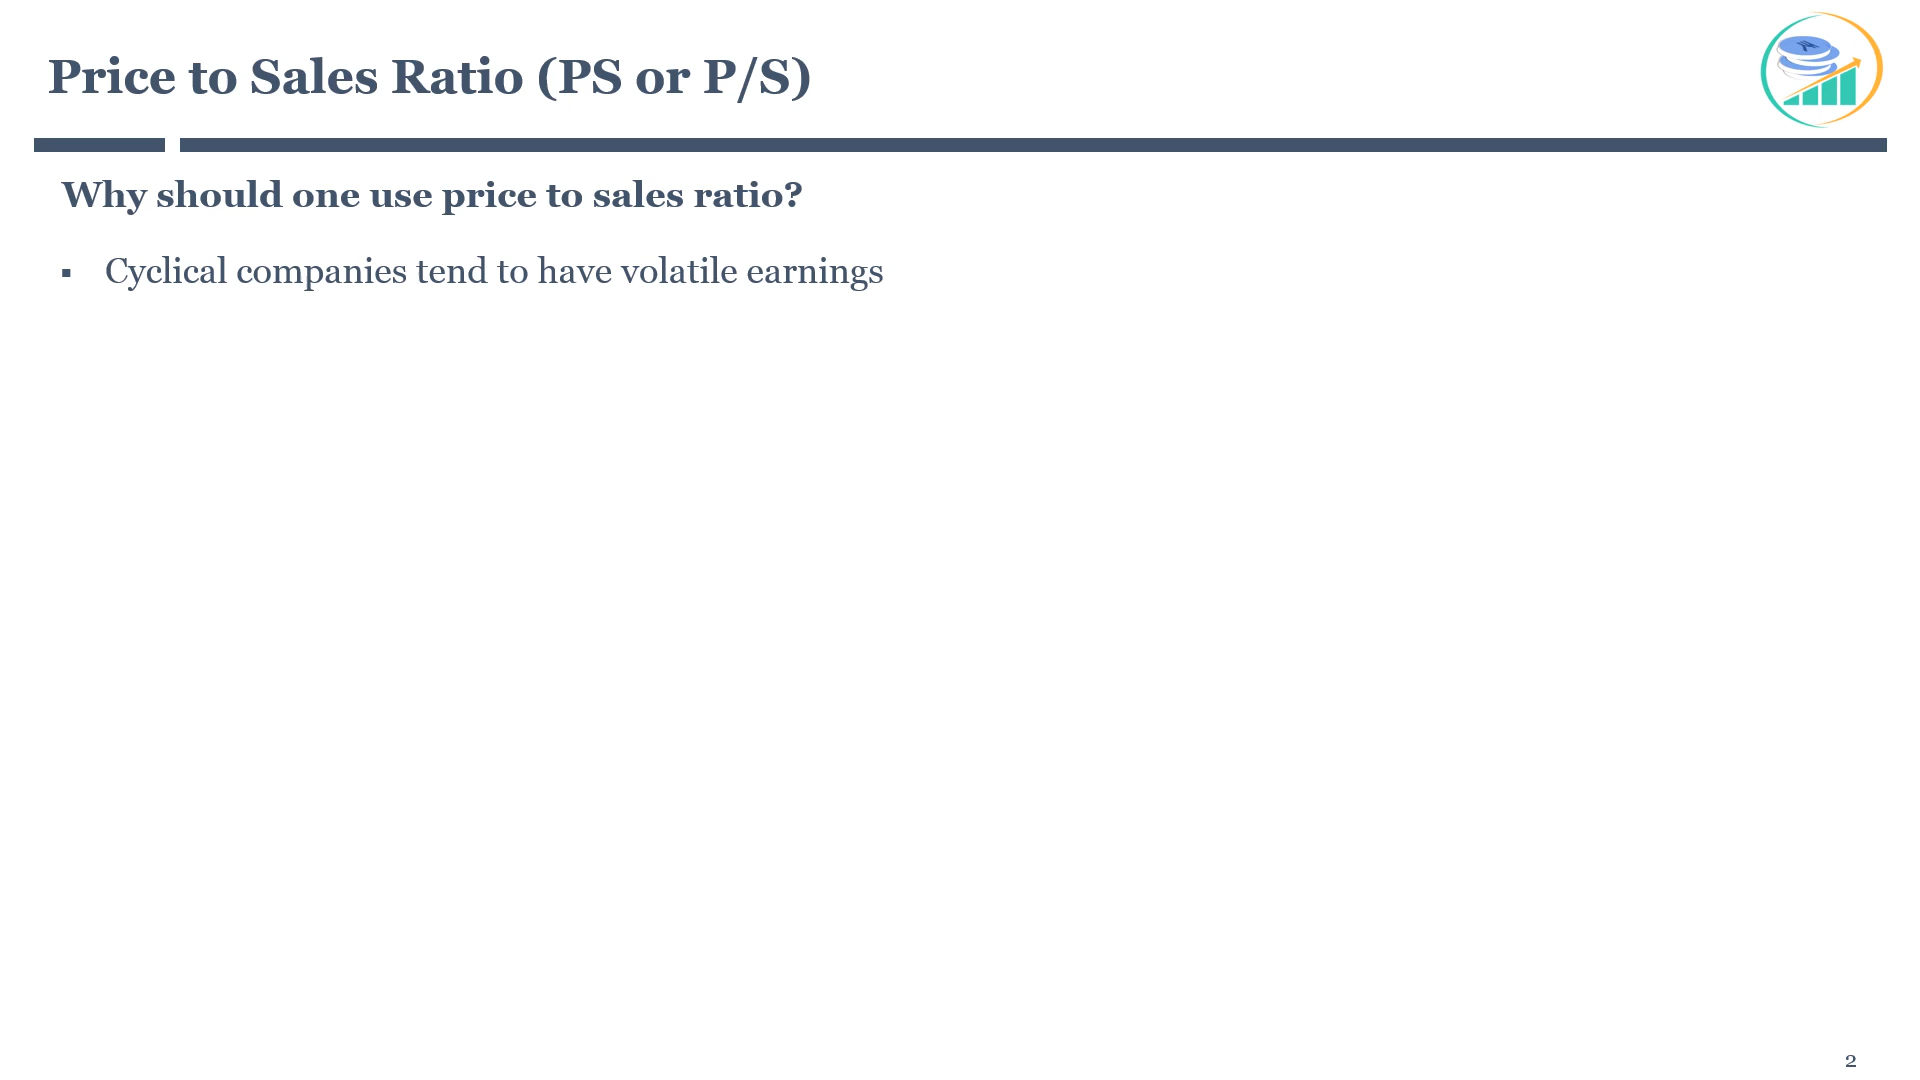 Price to Sales Ratio (PS or P/S)
Why should one use price to sales ratio?
▪ Cyclical companies tend to have volatile earnings
2